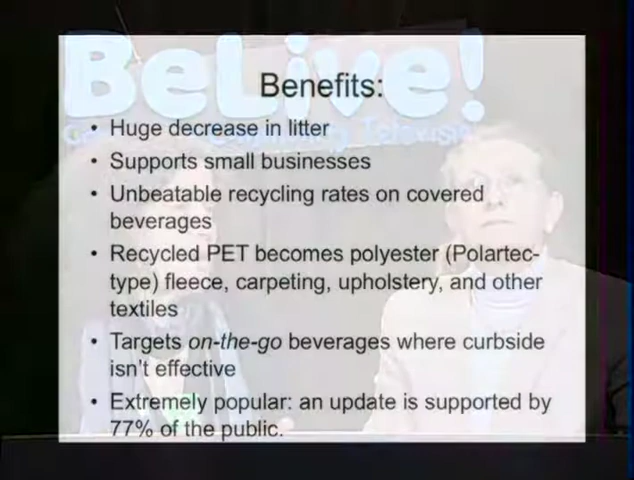 BeLive!
Benefits:
• Huge decrease in litter
• Supports small businesses
• Unbeatable recycling rates on covered
beverages
• Recycled PET becomes polyester (Polartec-
type) fleece, carpeting, upholstery, and other
textiles
• Targets on-the-go beverages where curbside
isn't effective
• Extremely popular: an update is supported by
77% of the public.